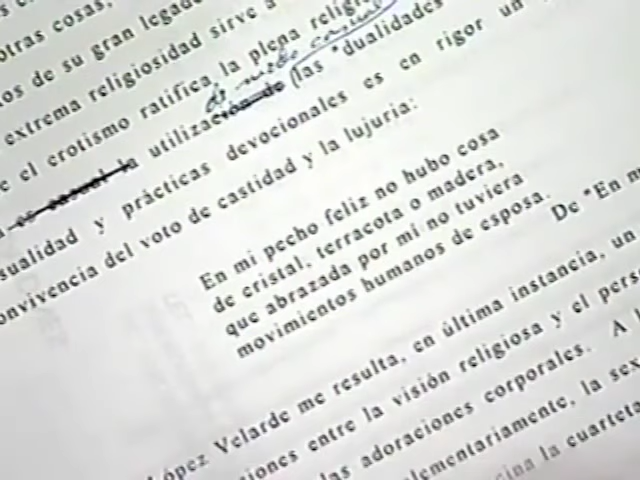 otras cosas,
os de su gran legado
extrema religiosidad sirve a
el erotismo ratifica la plena
de modo casual
utilización de las "dualidades
es casual la
sualidad y prácticas devocionales es en rigor un
onvivencia del voto de castidad y la lujuria:
En mi pecho feliz no hubo cosa
de cristal, terracota o madera,
que abrazada por mi no tuviera
movimientos humanos de esposa.
De "En
López Velarde me resulta, en última instancia, un
iones entre la visión religiosa y el
las adoraciones corporales. A
lementariamente, la
la cuarteta